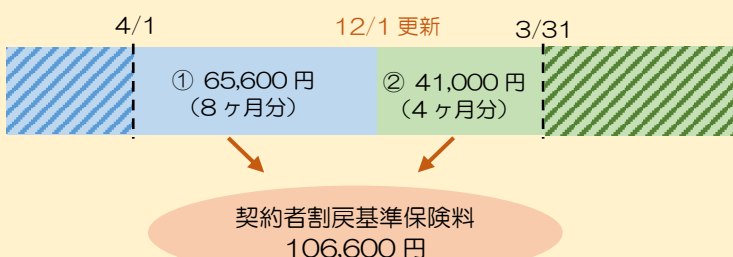 4/1
12/1 更新
3/31
① 65,600 円
（8 ヶ月分）
② 41,000 円
（4 ヶ月分）
契約者割戻基準保険料
106,600 円